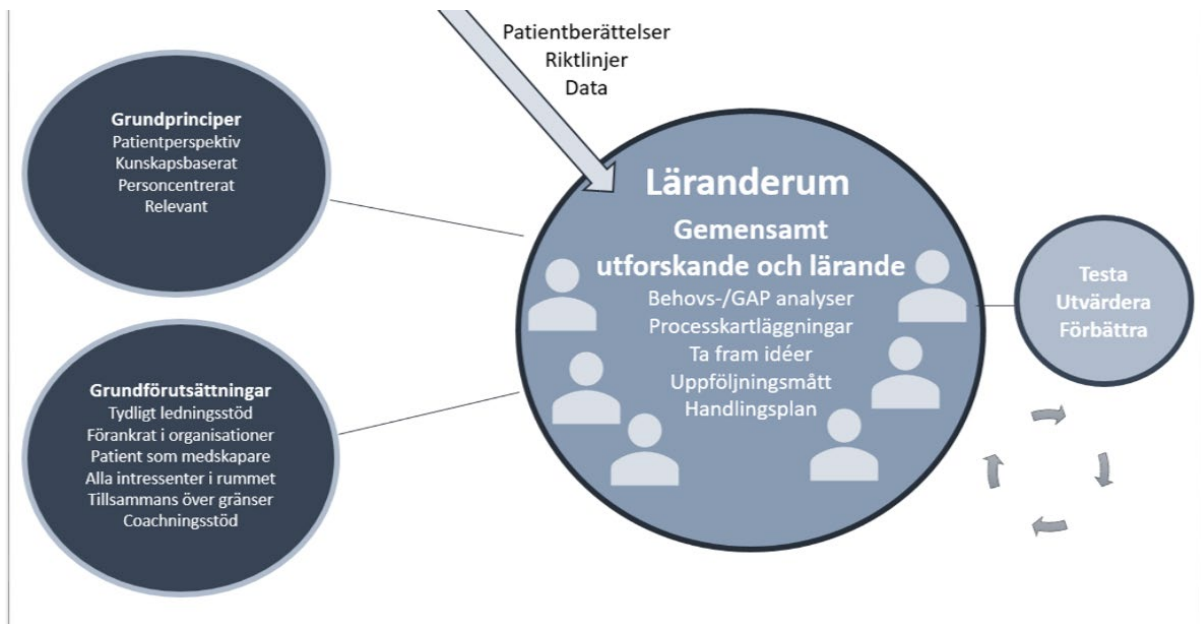 Patientberättelser
Riktlinjer
Data
Grundprinciper
Patientperspektiv
Kunskapsbaserat
Personcentrerat
Relevant
Grundförutsättningar
Tydligt ledningsstöd
Förankrat i organisationer
Patient som medskapare
Alla intressenter i rummet
Tillsammans över gränser
Coachningsstöd
Läranderum
Gemensamt
utforskande och lärande
Behovs-/GAP analyser
Processkartläggningar
Ta fram idéer
Uppföljningsmått
Handlingsplan
Testa
Utvärdera
Förbättra